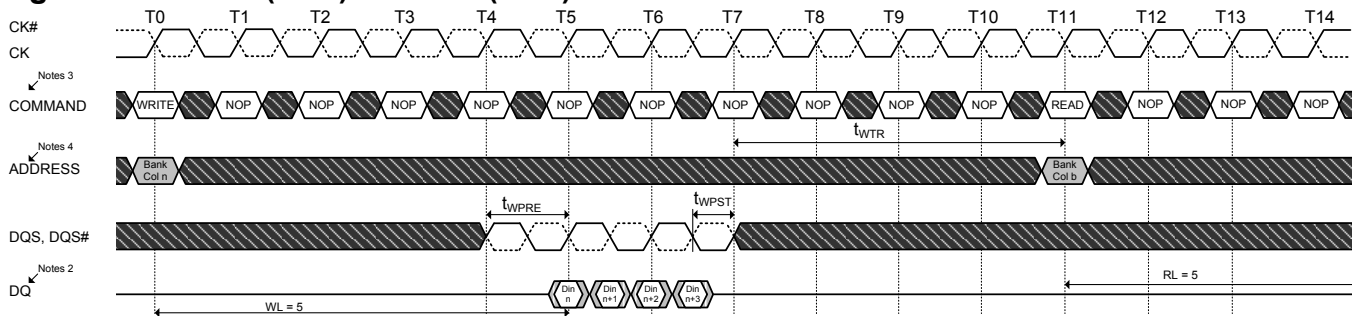 T0 T1 T2 T3 T4 T5 T6 T7 T8 T9 T10 T11 T12 T13 T14
CK#
CK
Notes 3
COMMAND WRITE NOP NOP NOP NOP NOP NOP NOP NOP NOP NOP READ NOP NOP NOP
tWTR
Notes 4
ADDRESS Bank Col n Bank Col b
tWPRE tWPST
DQS, DQS#
Notes 2
DQ Din n Din n+1 Din n+2 Din n+3
RL = 5
WL = 5